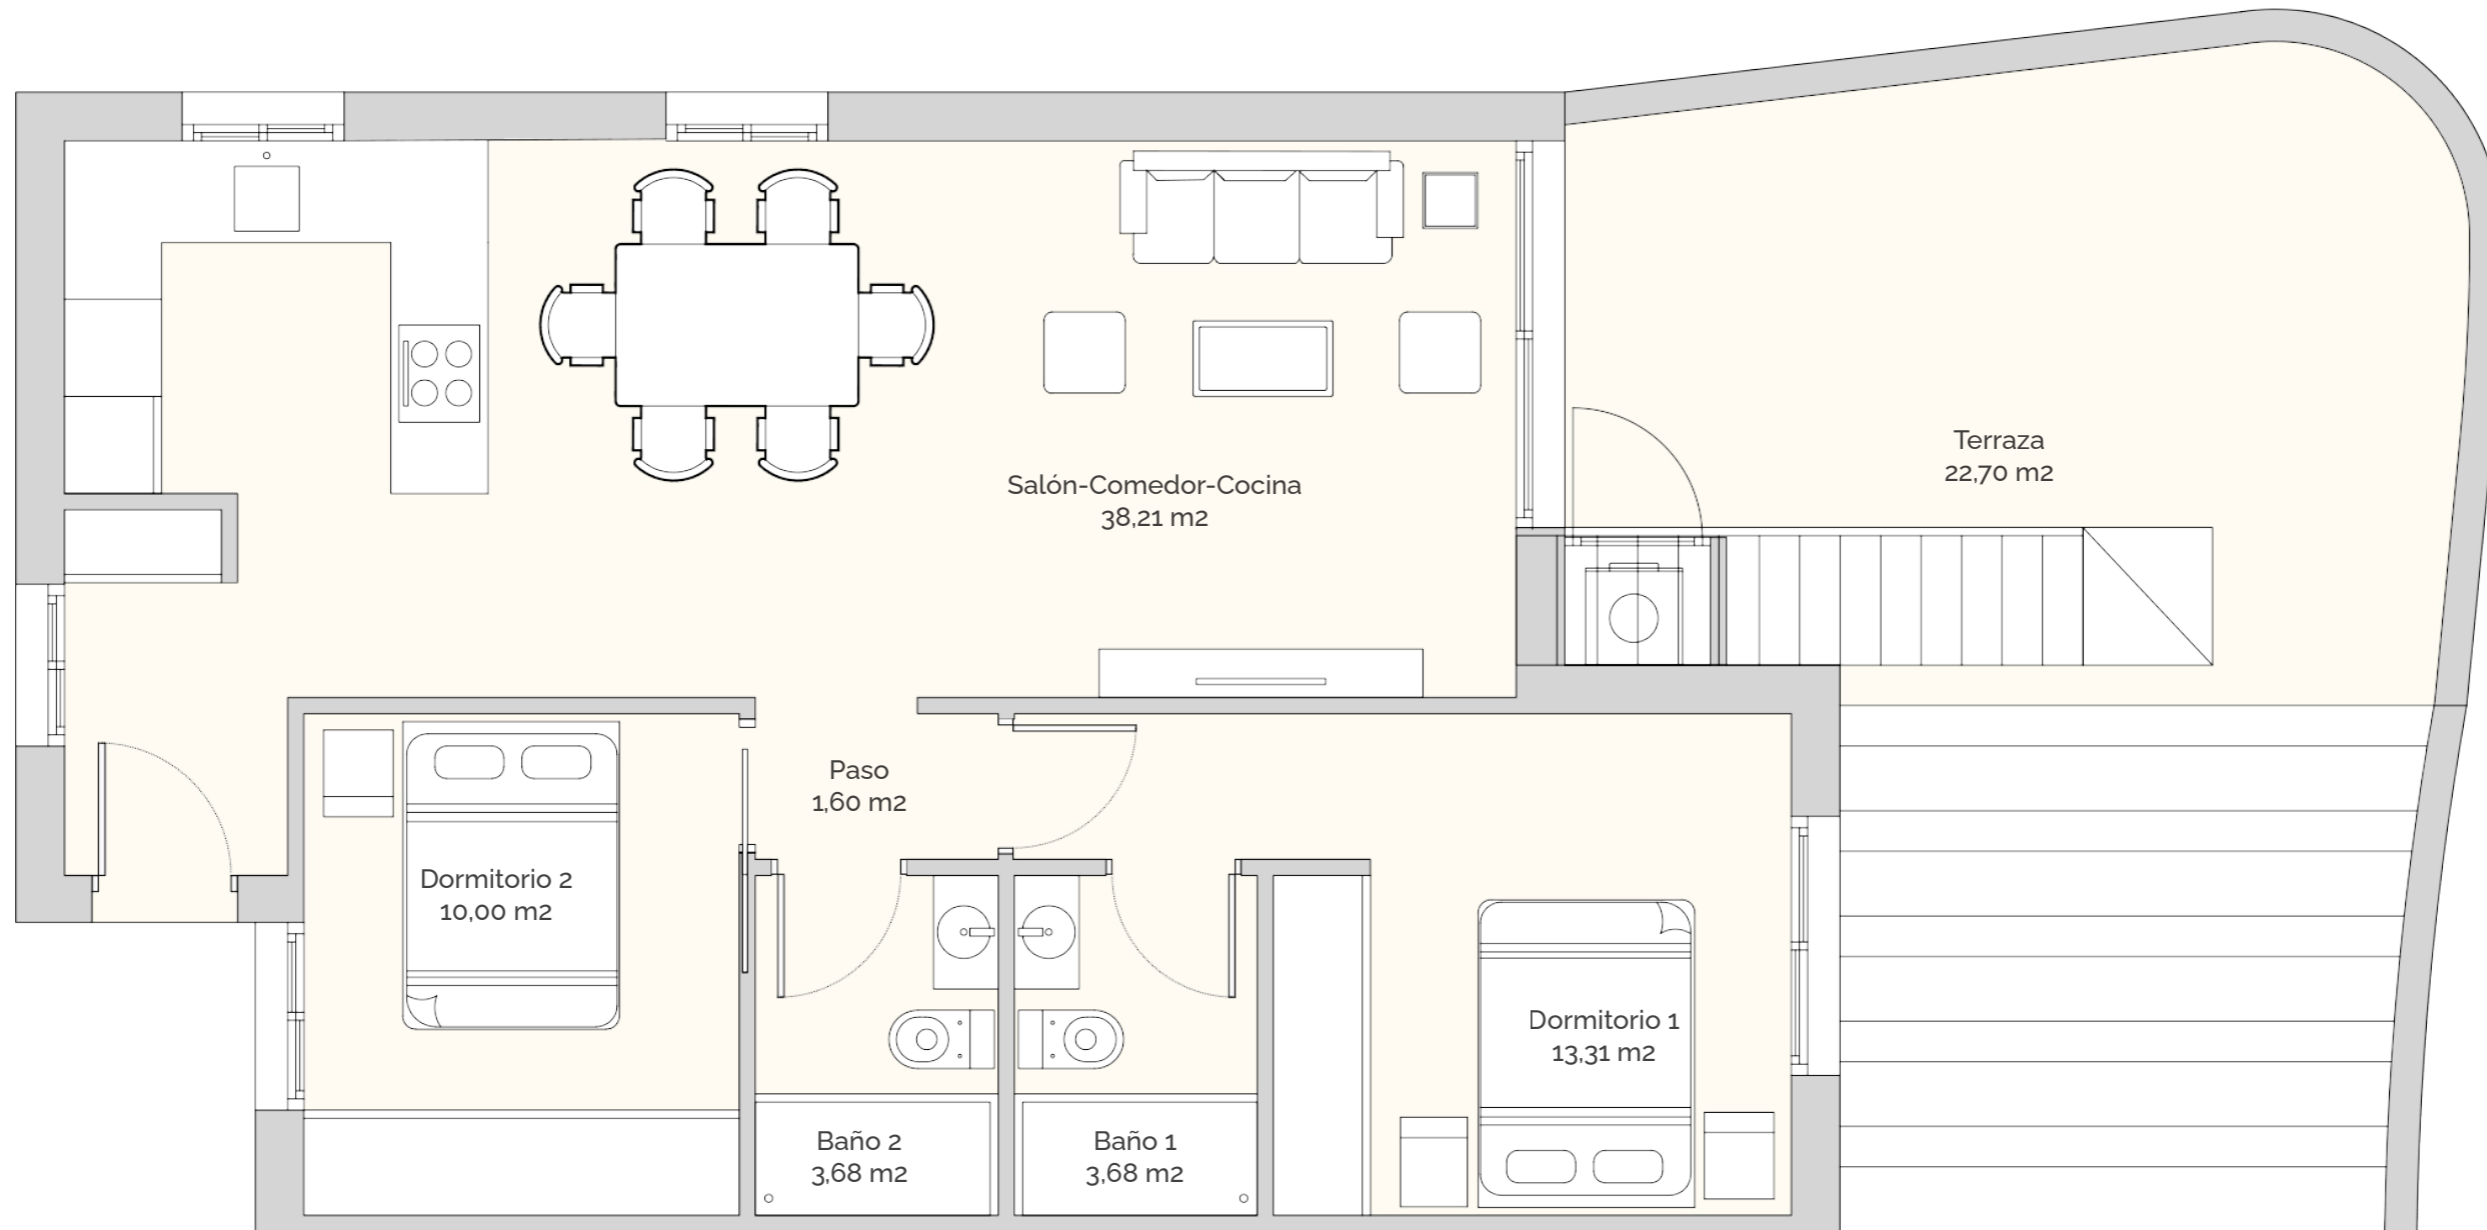 Terraza
22,70 m2
Salón-Comedor-Cocina
38,21 m2
Paso
1,60 m2
Dormitorio 2
10,00 m2
Dormitorio 1
13,31 m2
Baño 2
3,68 m2
Baño 1
3,68 m2